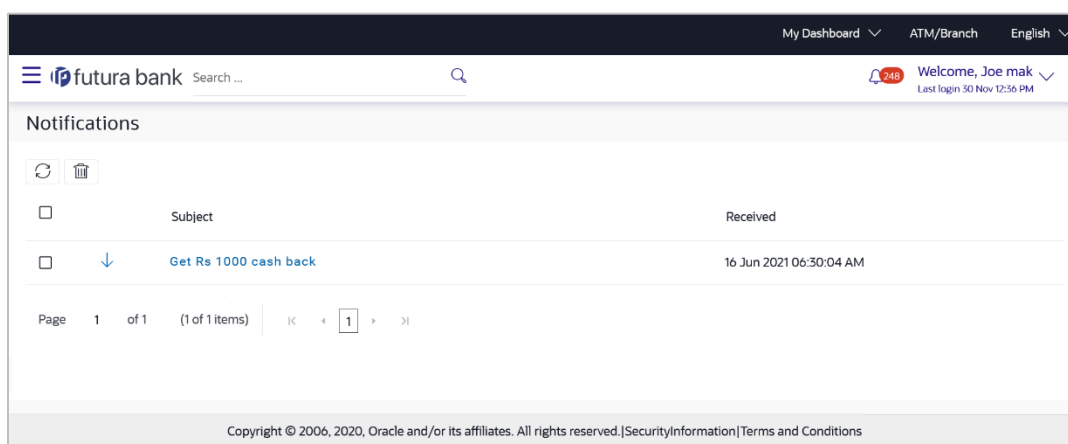 My Dashboard ATM/Branch English
futura bank Search ... 248 Welcome, Joe mak
Last login 30 Nov 12:36 PM
Notifications
Subject Received
Get Rs 1000 cash back 16 Jun 2021 06:30:04 AM
Page 1 of 1 (1 of 1 items) 1
Copyright © 2006, 2020, Oracle and/or its affiliates. All rights reserved.|SecurityInformation|Terms and Conditions